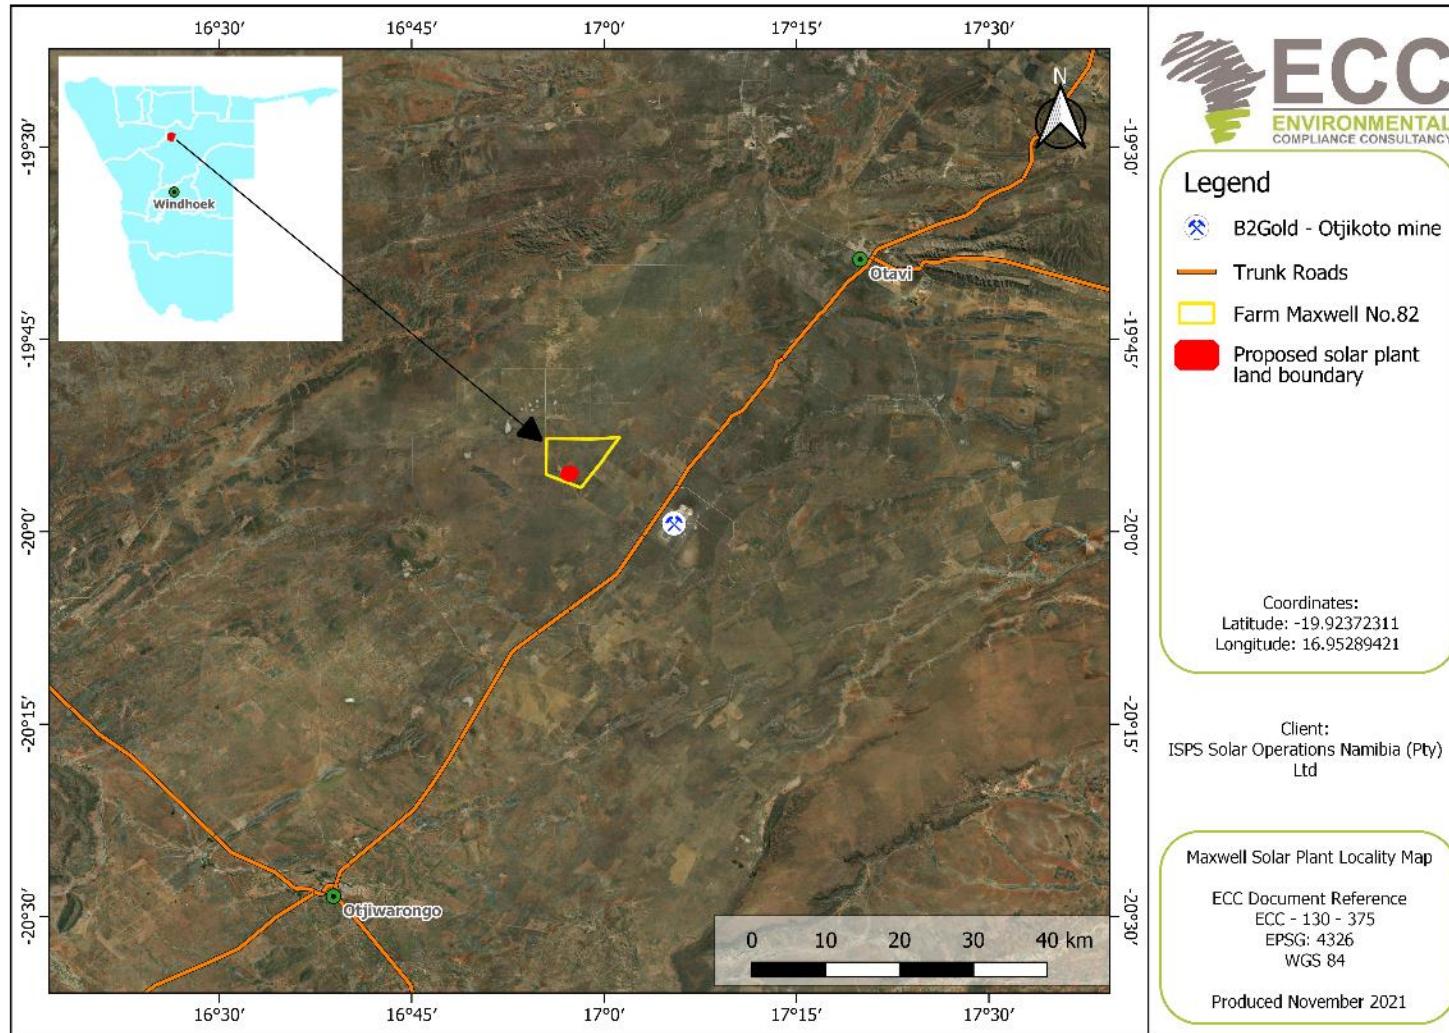 16°30′ 16°45′ 17°0′ 17°15′ 17°30′
-19°30′
-19°45′
-20°0′
-20°15′
-20°30′
Windhoek
N
Otavi
Otjiwarongo
0 10 20 30 40 km
-19°30′
-19°45′
-20°0′
-20°15′
-20°30′
16°30′ 16°45′ 17°0′ 17°15′ 17°30′
ECC
ENVIRONMENTAL
COMPLIANCE CONSULTANCY
Legend
B2Gold - Otjikoto mine
Trunk Roads
Farm Maxwell No.82
Proposed solar plant
land boundary
Coordinates:
Latitude: -19.92372311
Longitude: 16.95289421
Client:
ISPS Solar Operations Namibia (Pty)
Ltd
Maxwell Solar Plant Locality Map
ECC Document Reference
ECC - 130 - 375
EPSG: 4326
WGS 84
Produced November 2021